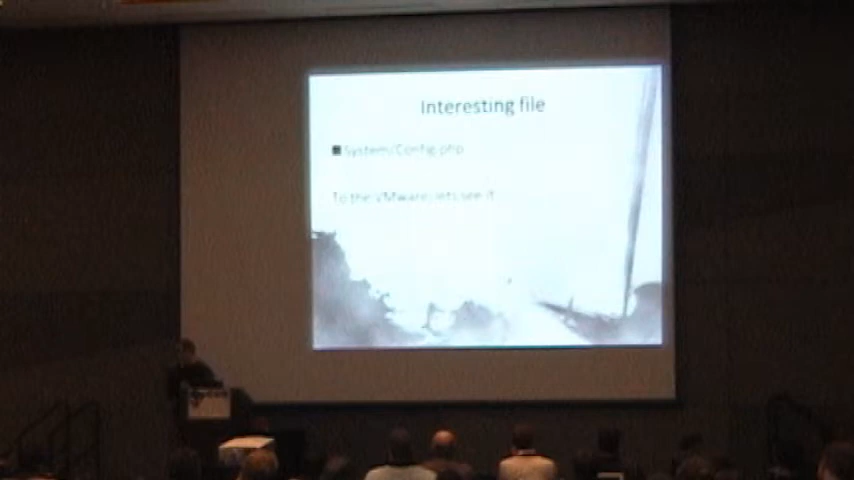 Interesting file
System/Config.php
To the VMware, lets see it